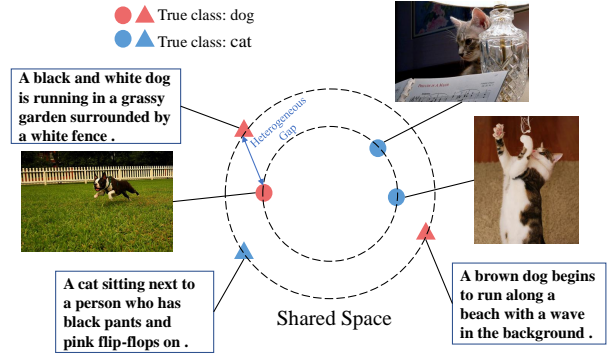 True class: dog
True class: cat
A black and white dog
is running in a grassy
garden surrounded by
a white fence .
Heterogeneous
Gap
A cat sitting next to
a person who has
black pants and
pink flip-flops on .
A brown dog begins
to run along a
beach with a wave
in the background .
Shared Space